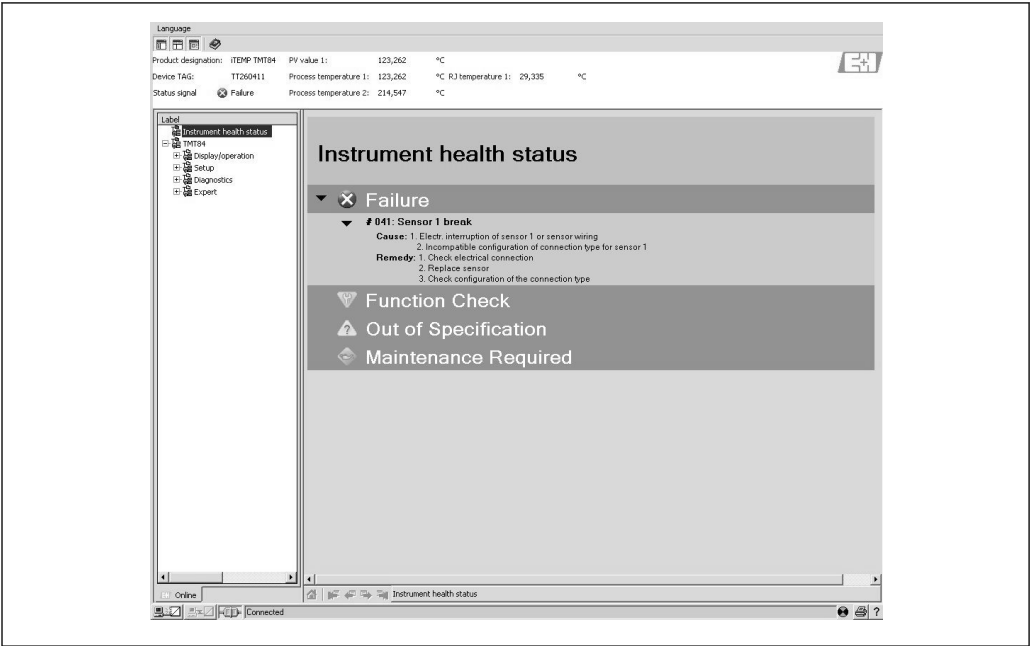 Language
Product designation: iTEMP TMT84 PV value 1: 123,262 °C
Device TAG: TT260411 Process temperature 1: 123,262 °C RJ temperature 1: 29,335 °C
Status signal Failure Process temperature 2: 214,547 °C
E+H
Label
Instrument health status
TMT84
Display/operation
Setup
Diagnostics
Expert
Instrument health status
Failure
# 041: Sensor 1 break
Cause: 1. Electr. interruption of sensor 1 or sensor wiring
2. Incompatible configuration of connection type for sensor 1
Remedy: 1. Check electrical connection
2. Replace sensor
3. Check configuration of the connection type
Function Check
Out of Specification
Maintenance Required
Online
Instrument health status
Connected
?